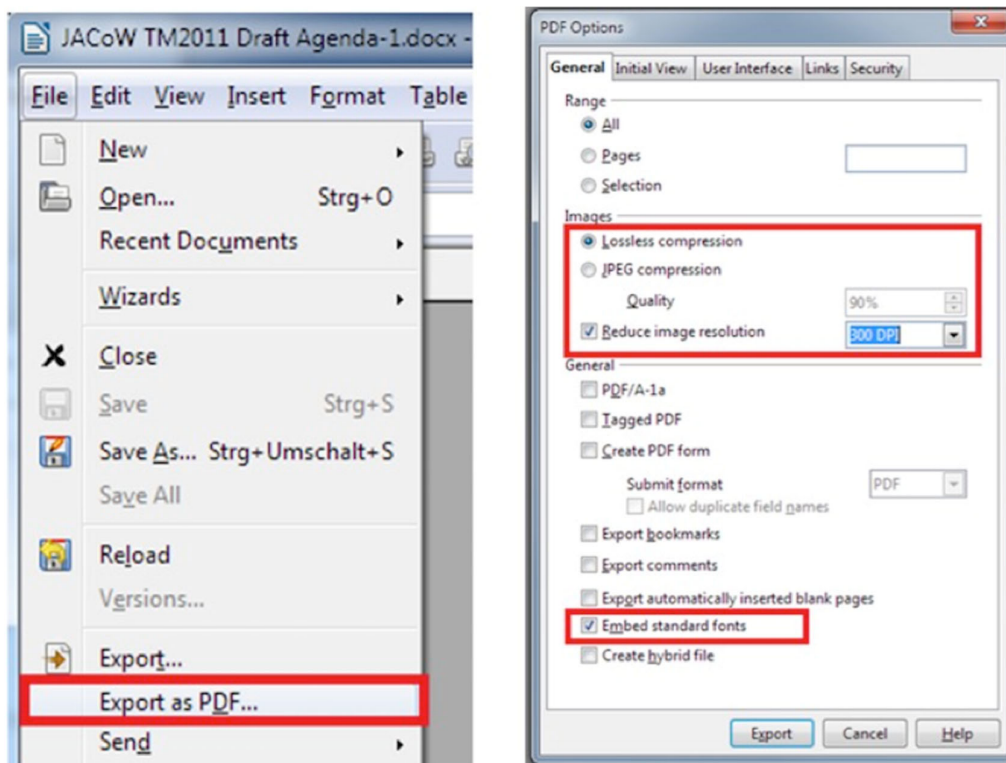 JACoW TM2011 Draft Agenda-1.docx -
File Edit View Insert Format Table
New
Open... Strg+O
Recent Documents
Wizards
Close
Save Strg+S
Save As... Strg+Umschalt+S
Save All
Reload
Versions...
Export...
Export as PDF...
Send
PDF Options
General Initial View User Interface Links Security
Range
All
Pages
Selection
Images
Lossless compression
JPEG compression
Quality 90%
Reduce image resolution 300 DPI
General
PDF/A-1a
Tagged PDF
Create PDF form
Submit format PDF
Allow duplicate field names
Export bookmarks
Export comments
Export automatically inserted blank pages
Embed standard fonts
Create hybrid file
Export Cancel Help